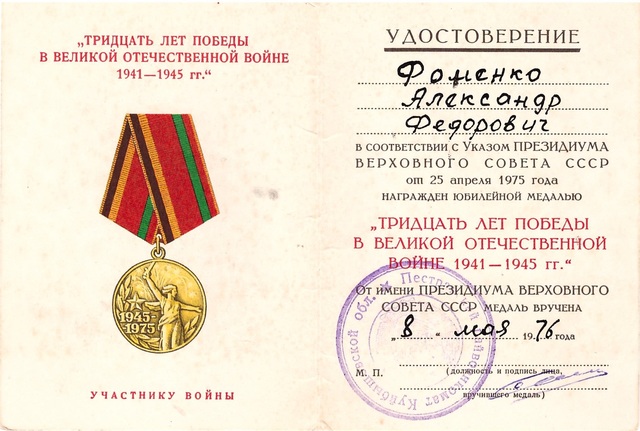 „ТРИДЦАТЬ ЛЕТ ПОБЕДЫ
В ВЕЛИКОЙ ОТЕЧЕСТВЕННОЙ ВОЙНЕ
1941—1945 гг.“
1945-
1975
УЧАСТНИКУ ВОЙНЫ
УДОСТОВЕРЕНИЕ
Фоменко
Александр
Федорович
В СООТВЕТСТВИИ С УКАЗОМ ПРЕЗИДИУМА
ВЕРХОВНОГО СОВЕТА СССР
от 25 апреля 1975 года
НАГРАЖДЕН ЮБИЛЕЙНОЙ МЕДАЛЬЮ
„ТРИДЦАТЬ ЛЕТ ПОБЕДЫ
В ВЕЛИКОЙ ОТЕЧЕСТВЕННОЙ
ВОЙНЕ 1941—1945 гг.“
От имени ПРЕЗИДИУМА ВЕРХОВНОГО
СОВЕТА СССР МЕДАЛЬ ВРУЧЕНА
„8“ мая 1976 года
М. П.
(должность и подпись лица,
вручившего медаль)
Куйбышевской обл.